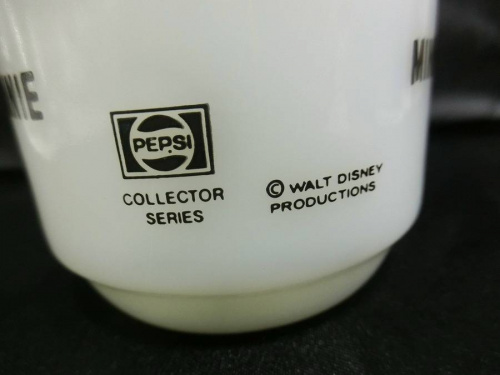 PEPSI
COLLECTOR
SERIES
© WALT DISNEY
PRODUCTIONS